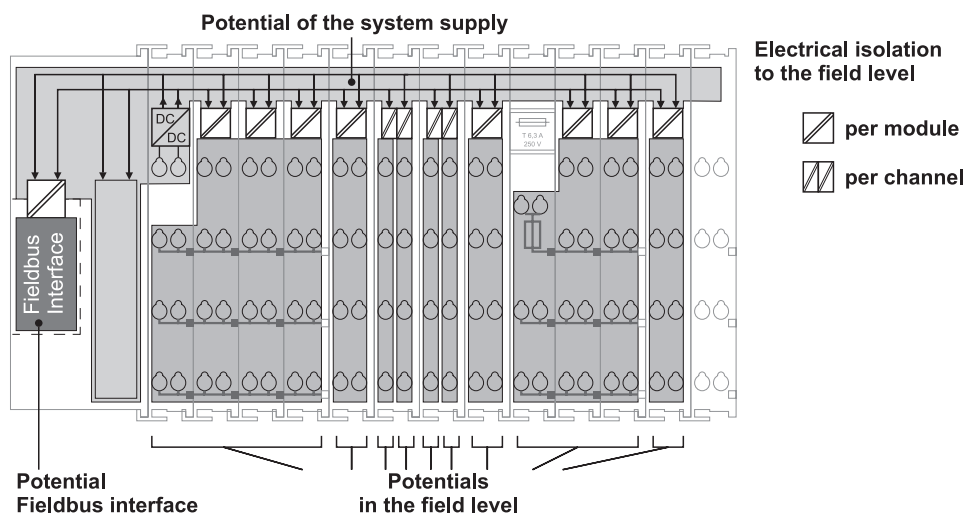 Potential of the system supply
Electrical isolation
to the field level
per module
per channel
DC
DC
T 6,3 A
250 V
Fieldbus
Interface
Potential
Fieldbus interface
Potentials
in the field level